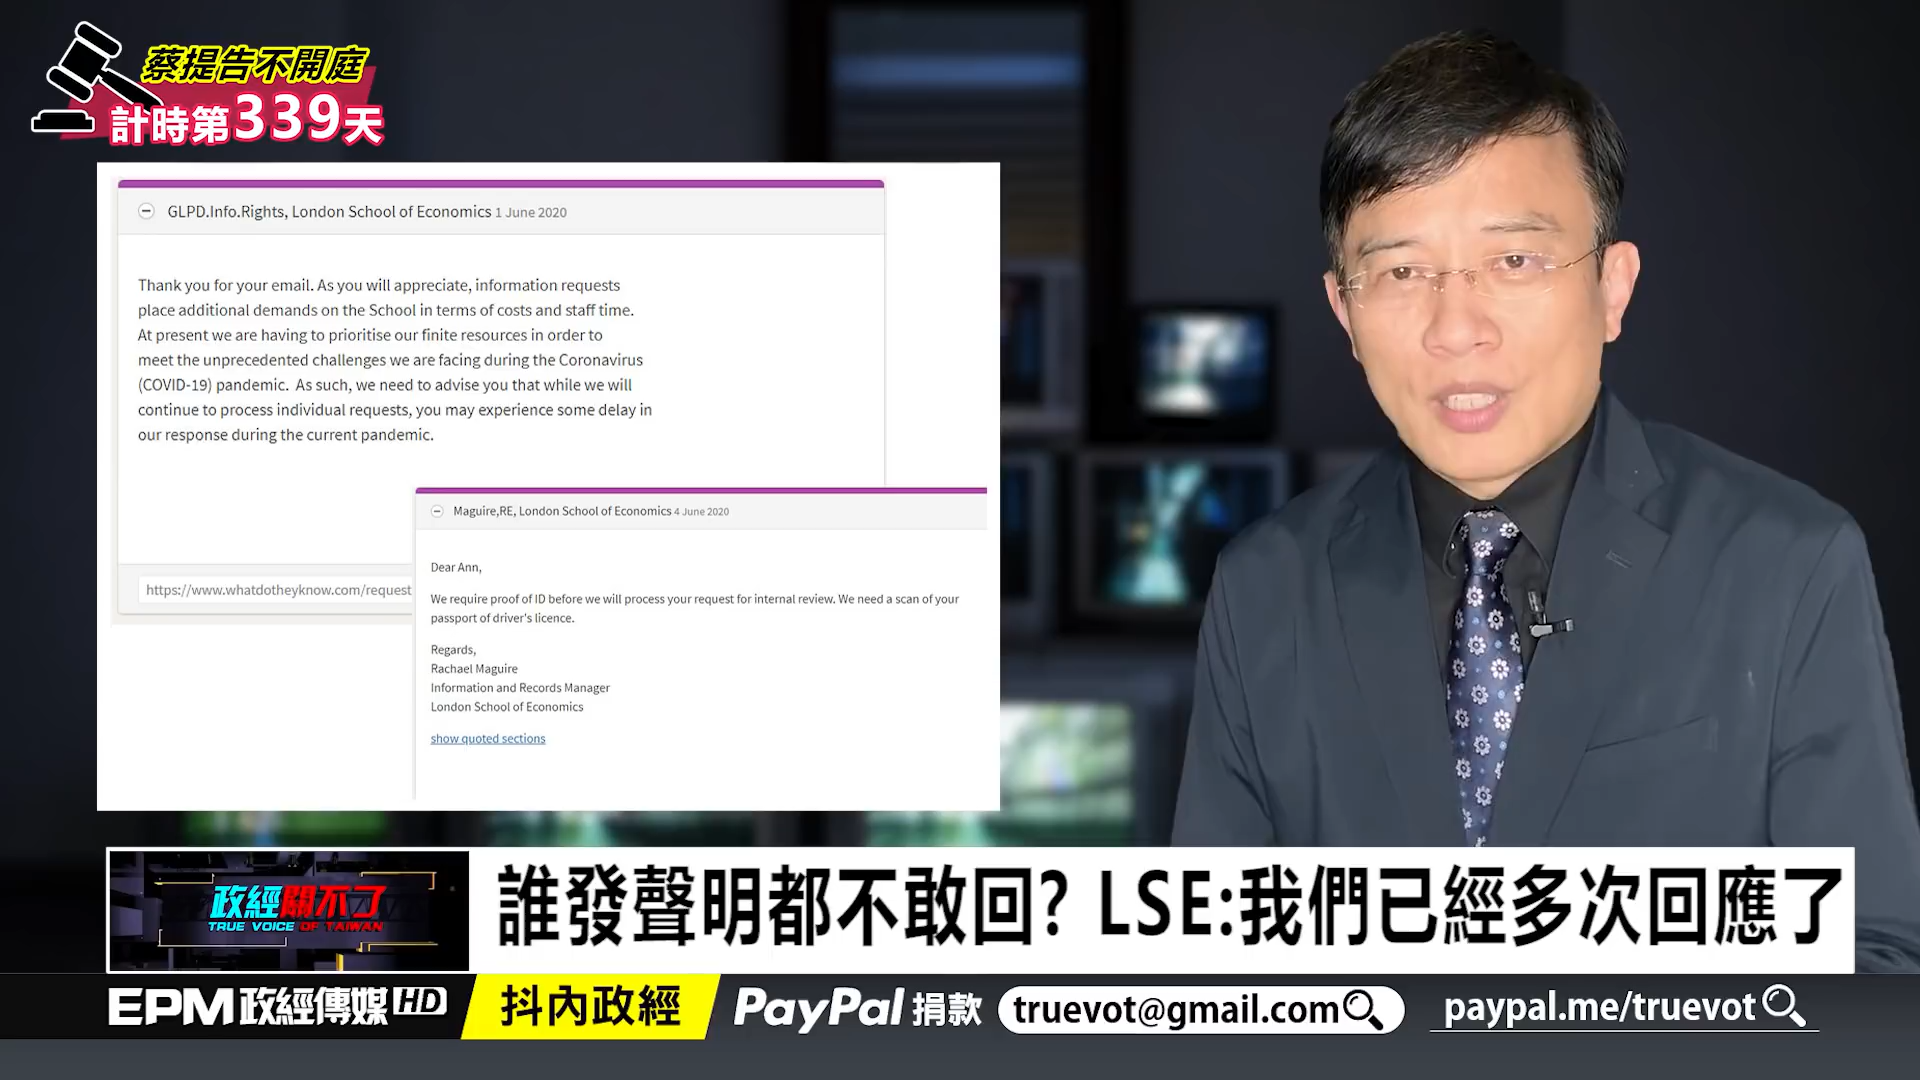 蔡提告不開庭
計時第339天
GLPD.Info.Rights, London School of Economics 1 June 2020
Thank you for your email. As you will appreciate, information requests
place additional demands on the School in terms of costs and staff time.
At present we are having to prioritise our finite resources in order to
meet the unprecedented challenges we are facing during the Coronavirus
(COVID-19) pandemic.  As such, we need to advise you that while we will
continue to process individual requests, you may experience some delay in
our response during the current pandemic.
https://www.whatdotheyknow.com/request
Maguire,RE, London School of Economics 4 June 2020
Dear Ann,
We require proof of ID before we will process your request for internal review. We need a scan of your
passport of driver's licence.
Regards,
Rachael Maguire
Information and Records Manager
London School of Economics
show quoted sections
政經關不了
TRUE VOICE OF TAIWAN
誰發聲明都不敢回? LSE:我們已經多次回應了
EPM政經傳媒HD
抖內政經
PayPal 捐款
truevot@gmail.com
paypal.me/truevot